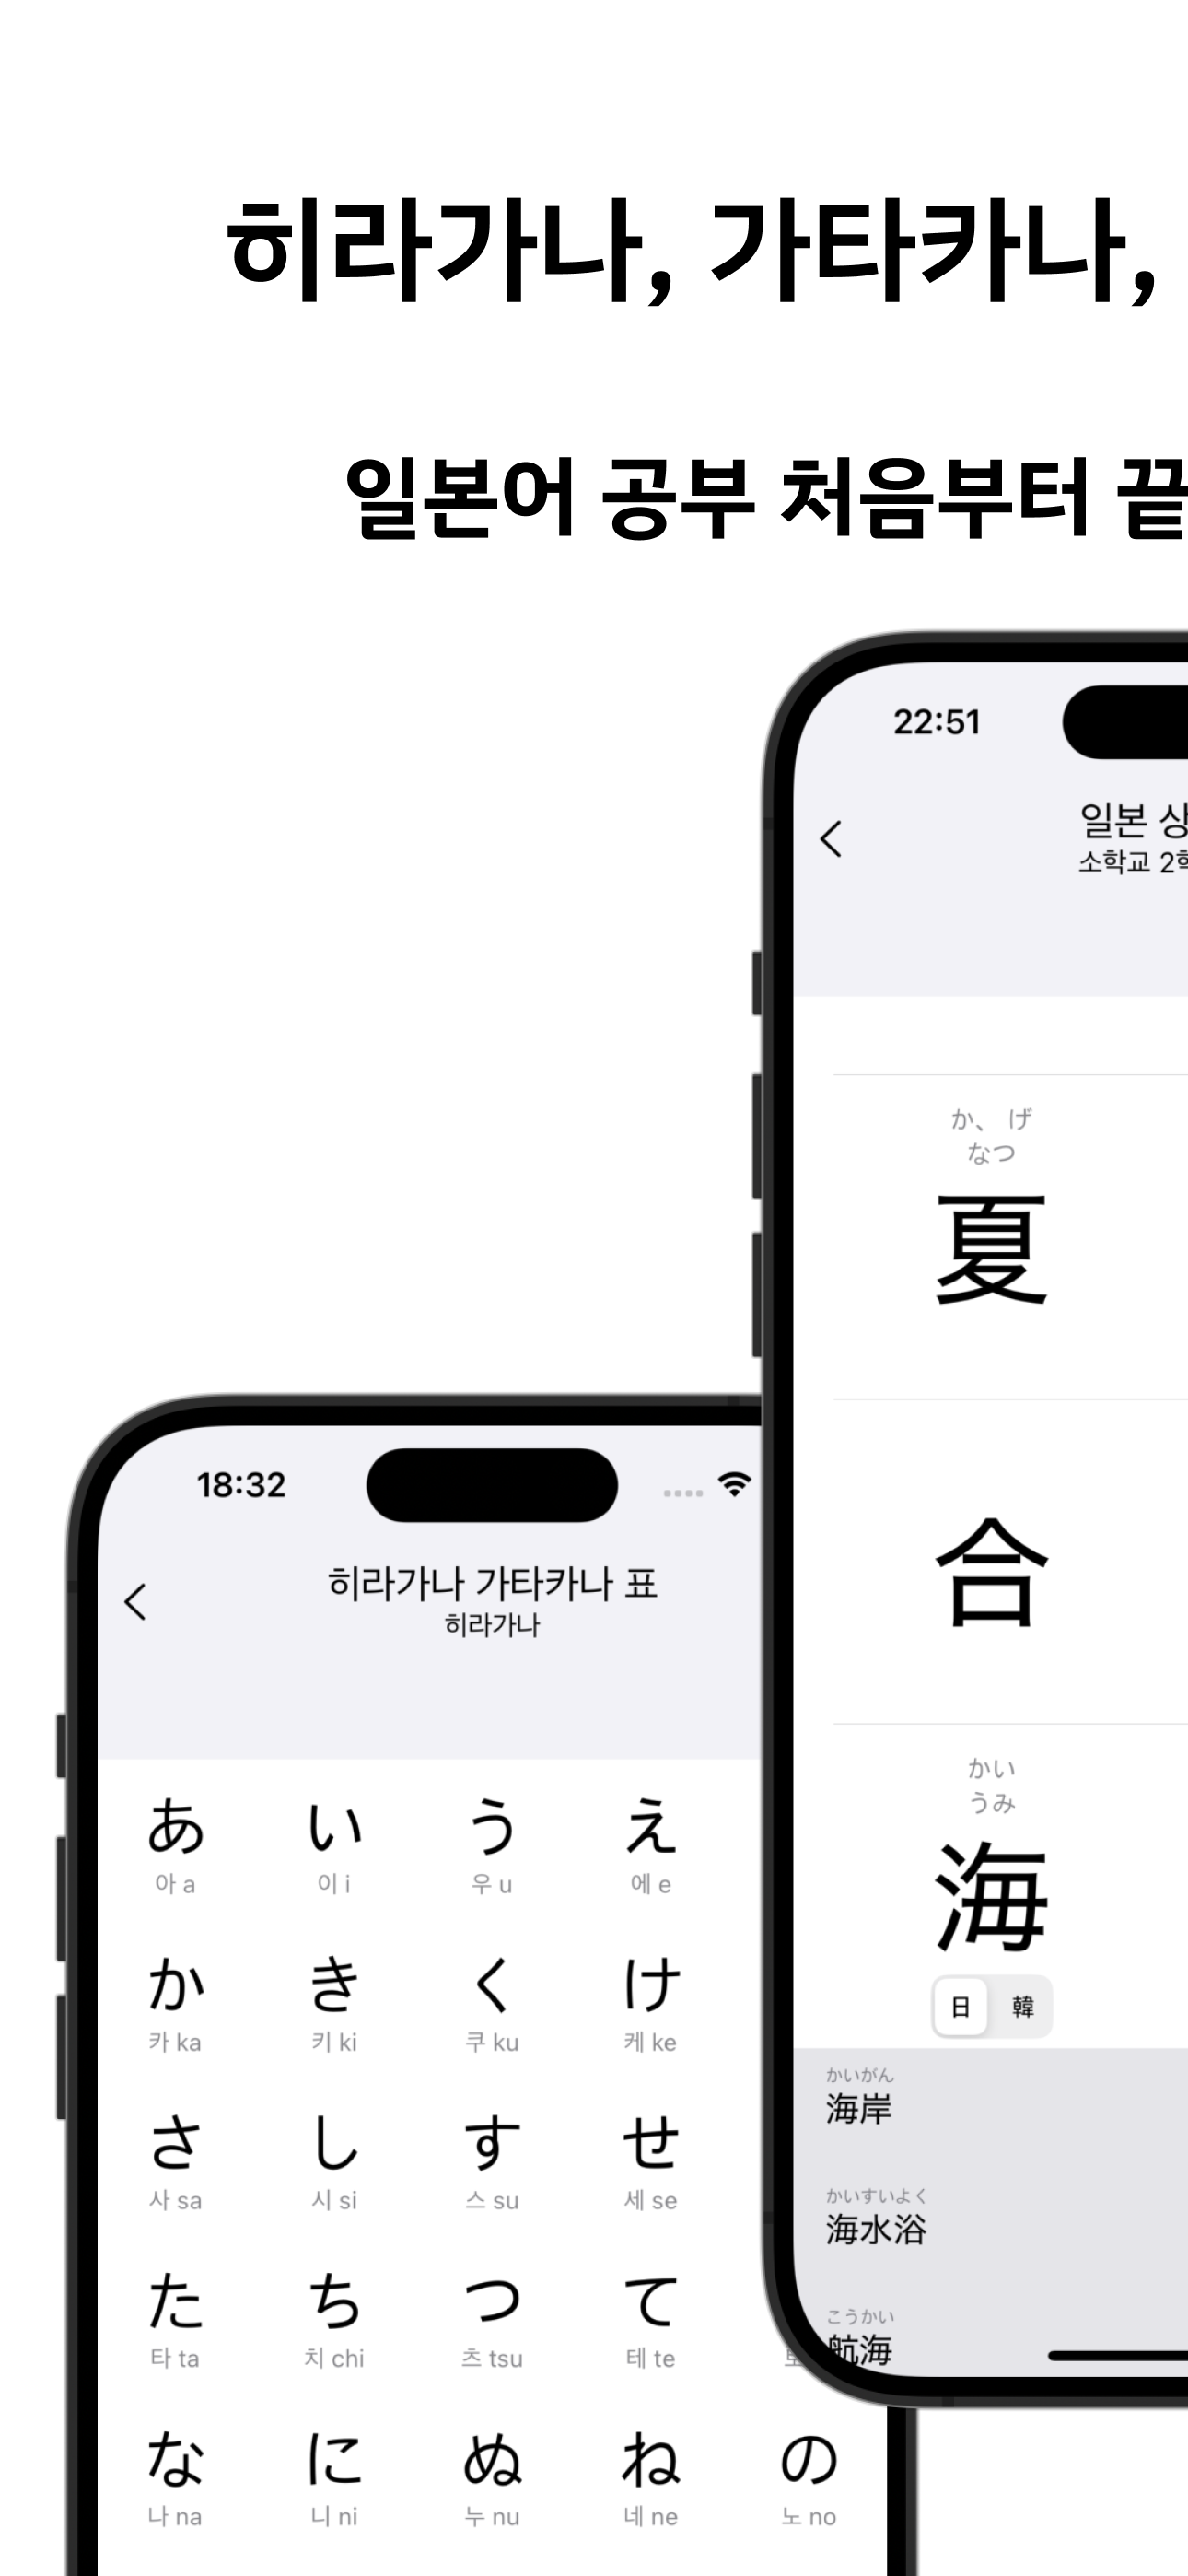 히라가나, 가타카나,
일본어 공부 처음부터 끝
22:51
일본 상
소학교 2학
か、 げ
なつ
夏
合
かい
うみ
海
日 韓
かいがん
海岸
かいすいよく
海水浴
こうかい
航海
18:32
히라가나 가타카나 표
히라가나
あ い う え
아 a 이 i 우 u 에 e
か き く け
카 ka 키 ki 쿠 ku 케 ke
さ し す せ
사 sa 시 si 스 su 세 se
た ち つ て
타 ta 치 chi 츠 tsu 테 te
な に ぬ ね の
나 na 니 ni 누 nu 네 ne 노 no